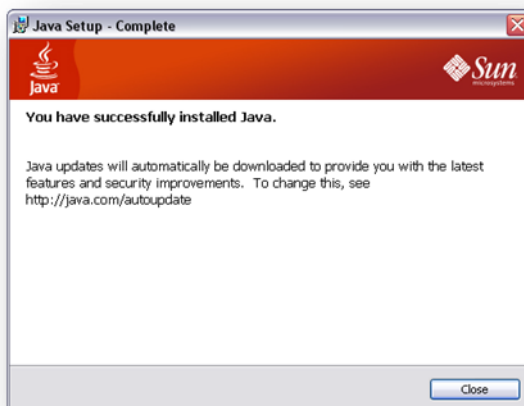 Java Setup - Complete
Java
Sun
microsystems
You have successfully installed Java.
Java updates will automatically be downloaded to provide you with the latest
features and security improvements. To change this, see
http://java.com/autoupdate
Close